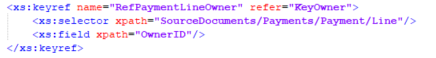 <xs:keyref name="RefPaymentLineOwner" refer="KeyOwner">
<xs:selector xpath="SourceDocuments/Payments/Payment/Line"/>
<xs:field xpath="OwnerID"/>
</xs:keyref>